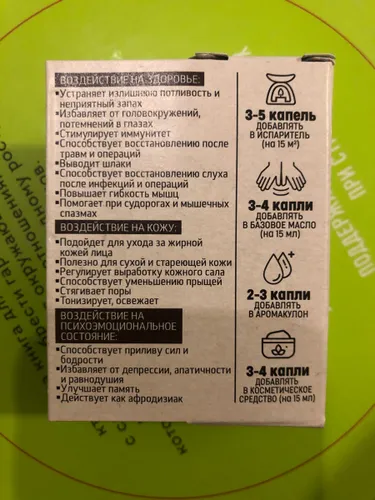 ВОЗДЕЙСТВИЕ НА ЗДОРОВЬЕ:
▪Устраняет излишнюю потливость и
неприятный запах
▪Избавляет от головокружений,
потемнений в глазах
▪Стимулирует иммунитет
▪Способствует восстановлению после
травм и операций
▪Выводит шлаки
▪Способствует восстановлению слуха
после инфекций и операций
▪Повышает гибкость мышц
▪Помогает при судорогах и мышечных
спазмах
ВОЗДЕЙСТВИЕ НА КОЖУ:
▪Подойдет для ухода за жирной
кожей лица
▪Полезно для сухой и стареющей кожи
▪Регулирует выработку кожного сала
▪Способствует уменьшению прыщей
▪Стягивает поры
▪Тонизирует, освежает
ВОЗДЕЙСТВИЕ НА
ПСИХОЭМОЦИОНАЛЬНОЕ
СОСТОЯНИЕ:
▪Способствует приливу сил и
бодрости
▪Избавляет от депрессии, апатичности
и равнодушия
▪Улучшает память
▪Действует как афродизиак
3-5 капель
ДОБАВЛЯТЬ
В ИСПАРИТЕЛЬ
(на 15 м²)
3-4 капли
ДОБАВЛЯТЬ
В БАЗОВОЕ МАСЛО
(на 15 мл)
2-3 капли
ДОБАВЛЯТЬ
В АРОМАКУЛОН
3-4 капли
ДОБАВЛЯТЬ
В КОСМЕТИЧЕСКОЕ
СРЕДСТВО (на 15 мл)
ПРИ С